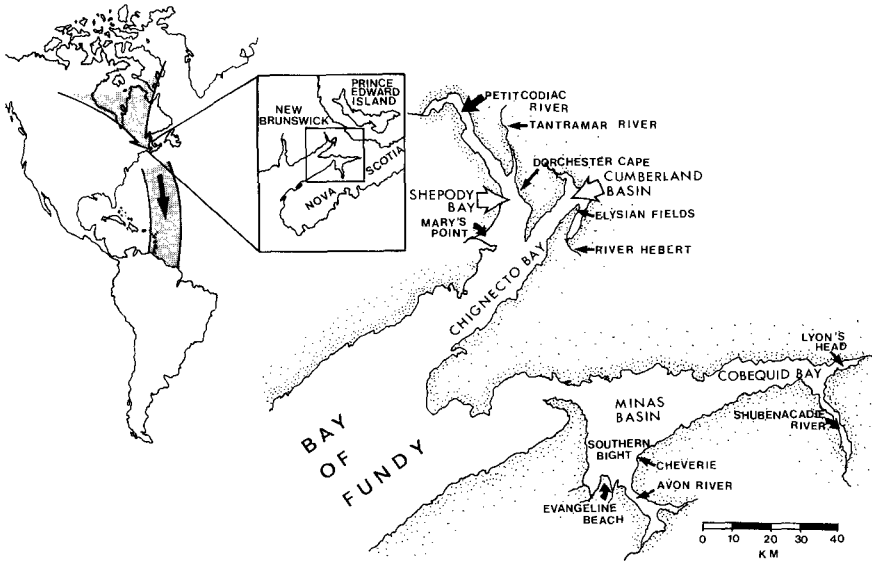 PRINCE
EDWARD
ISLAND
NEW
BRUNSWICK
NOVA
SCOTIA
PETITCODIAC
RIVER
TANTRAMAR RIVER
DORCHESTER CAPE
CUMBERLAND
BASIN
SHEPODY
BAY
ELYSIAN FIELDS
MARY'S
POINT
RIVER HEBERT
CHIGNECTO BAY
LYON'S
HEAD
COBEQUID BAY
MINAS
BASIN
SHUBENACADIE
RIVER
BAY
OF
FUNDY
SOUTHERN
BIGHT
CHEVERIE
AVON RIVER
EVANGELINE
BEACH
0 10 20 30 40
KM